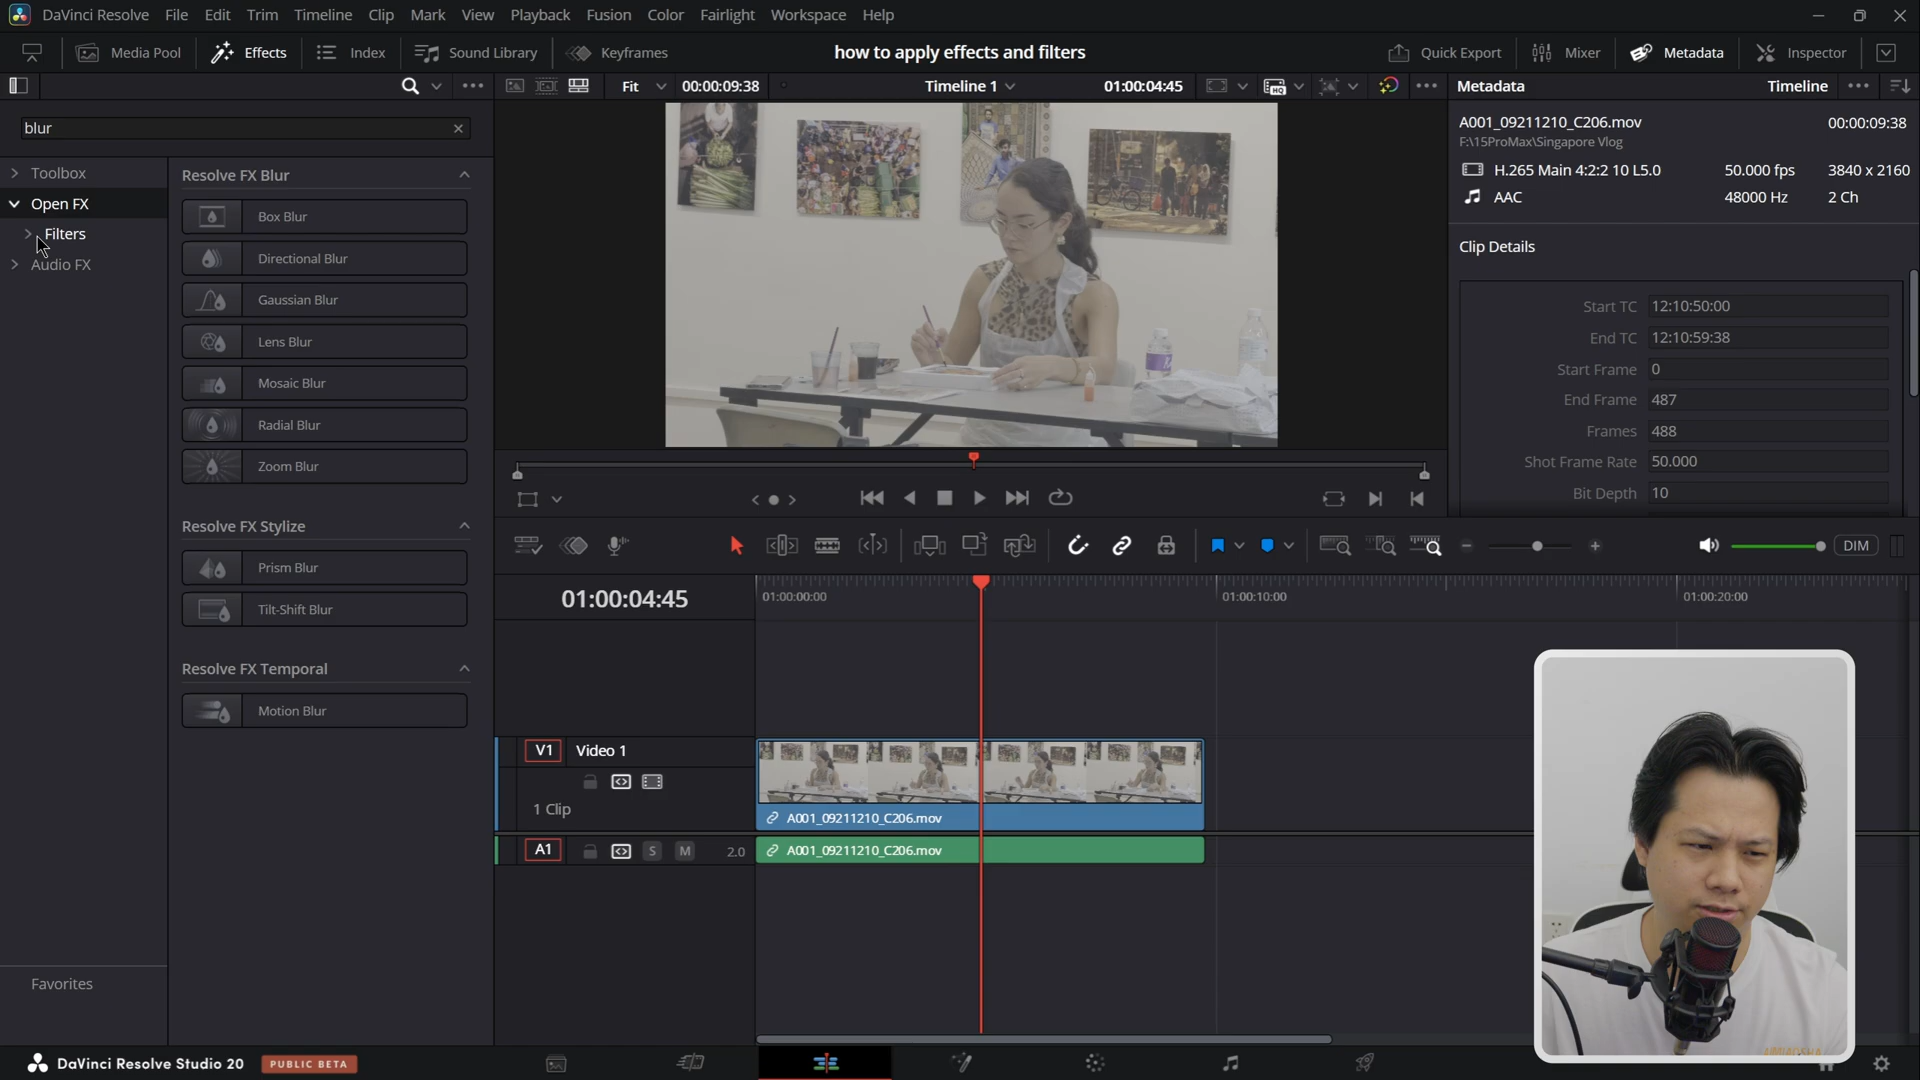 DaVinci Resolve File Edit Trim Timeline Clip Mark View Playback Fusion Color Fairlight Workspace Help
Media Pool Effects Index Sound Library Keyframes how to apply effects and filters Quick Export Mixer Metadata Inspector
Fit 00:00:09:38 Timeline 1 01:00:04:45 Metadata Timeline
blur
Toolbox
Open FX
Filters
Audio FX
Favorites
Resolve FX Blur
Box Blur
Directional Blur
Gaussian Blur
Lens Blur
Mosaic Blur
Radial Blur
Zoom Blur
Resolve FX Stylize
Prism Blur
Tilt-Shift Blur
Resolve FX Temporal
Motion Blur
A001_09211210_C206.mov 00:00:09:38
F:\15ProMax\Singapore Vlog
H.265 Main 4:2:2 10 L5.0 50.000 fps 3840 x 2160
AAC 48000 Hz 2 Ch
Clip Details
Start TC 12:10:50:00
End TC 12:10:59:38
Start Frame 0
End Frame 487
Frames 488
Shot Frame Rate 50.000
Bit Depth 10
DIM
01:00:04:45 01:00:00:00 01:00:10:00 01:00:20:00
V1 Video 1
1 Clip
A001_09211210_C206.mov
A1 S M 2.0 A001_09211210_C206.mov
DaVinci Resolve Studio 20 PUBLIC BETA